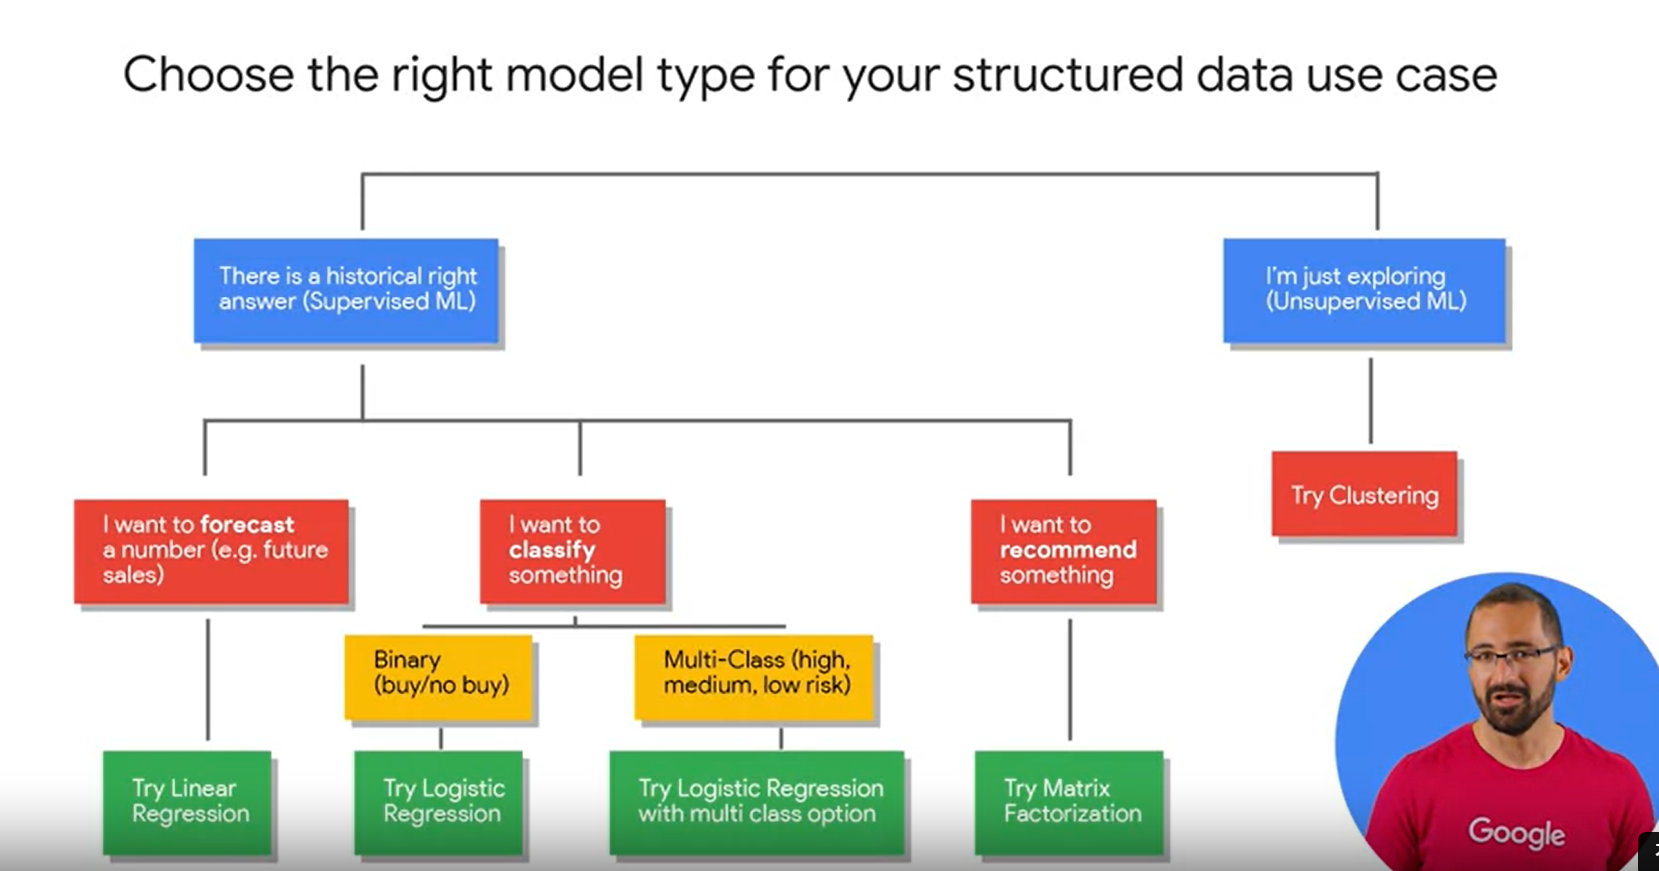 Choose the right model type for your structured data use case
There is a historical right
answer (Supervised ML)
I'm just exploring
(Unsupervised ML)
Try Clustering
I want to forecast
a number (e.g. future
sales)
I want to
classify
something
I want to
recommend
something
Binary
(buy/no buy)
Multi-Class (high,
medium, low risk)
Try Linear
Regression
Try Logistic
Regression
Try Logistic Regression
with multi class option
Try Matrix
Factorization
Google